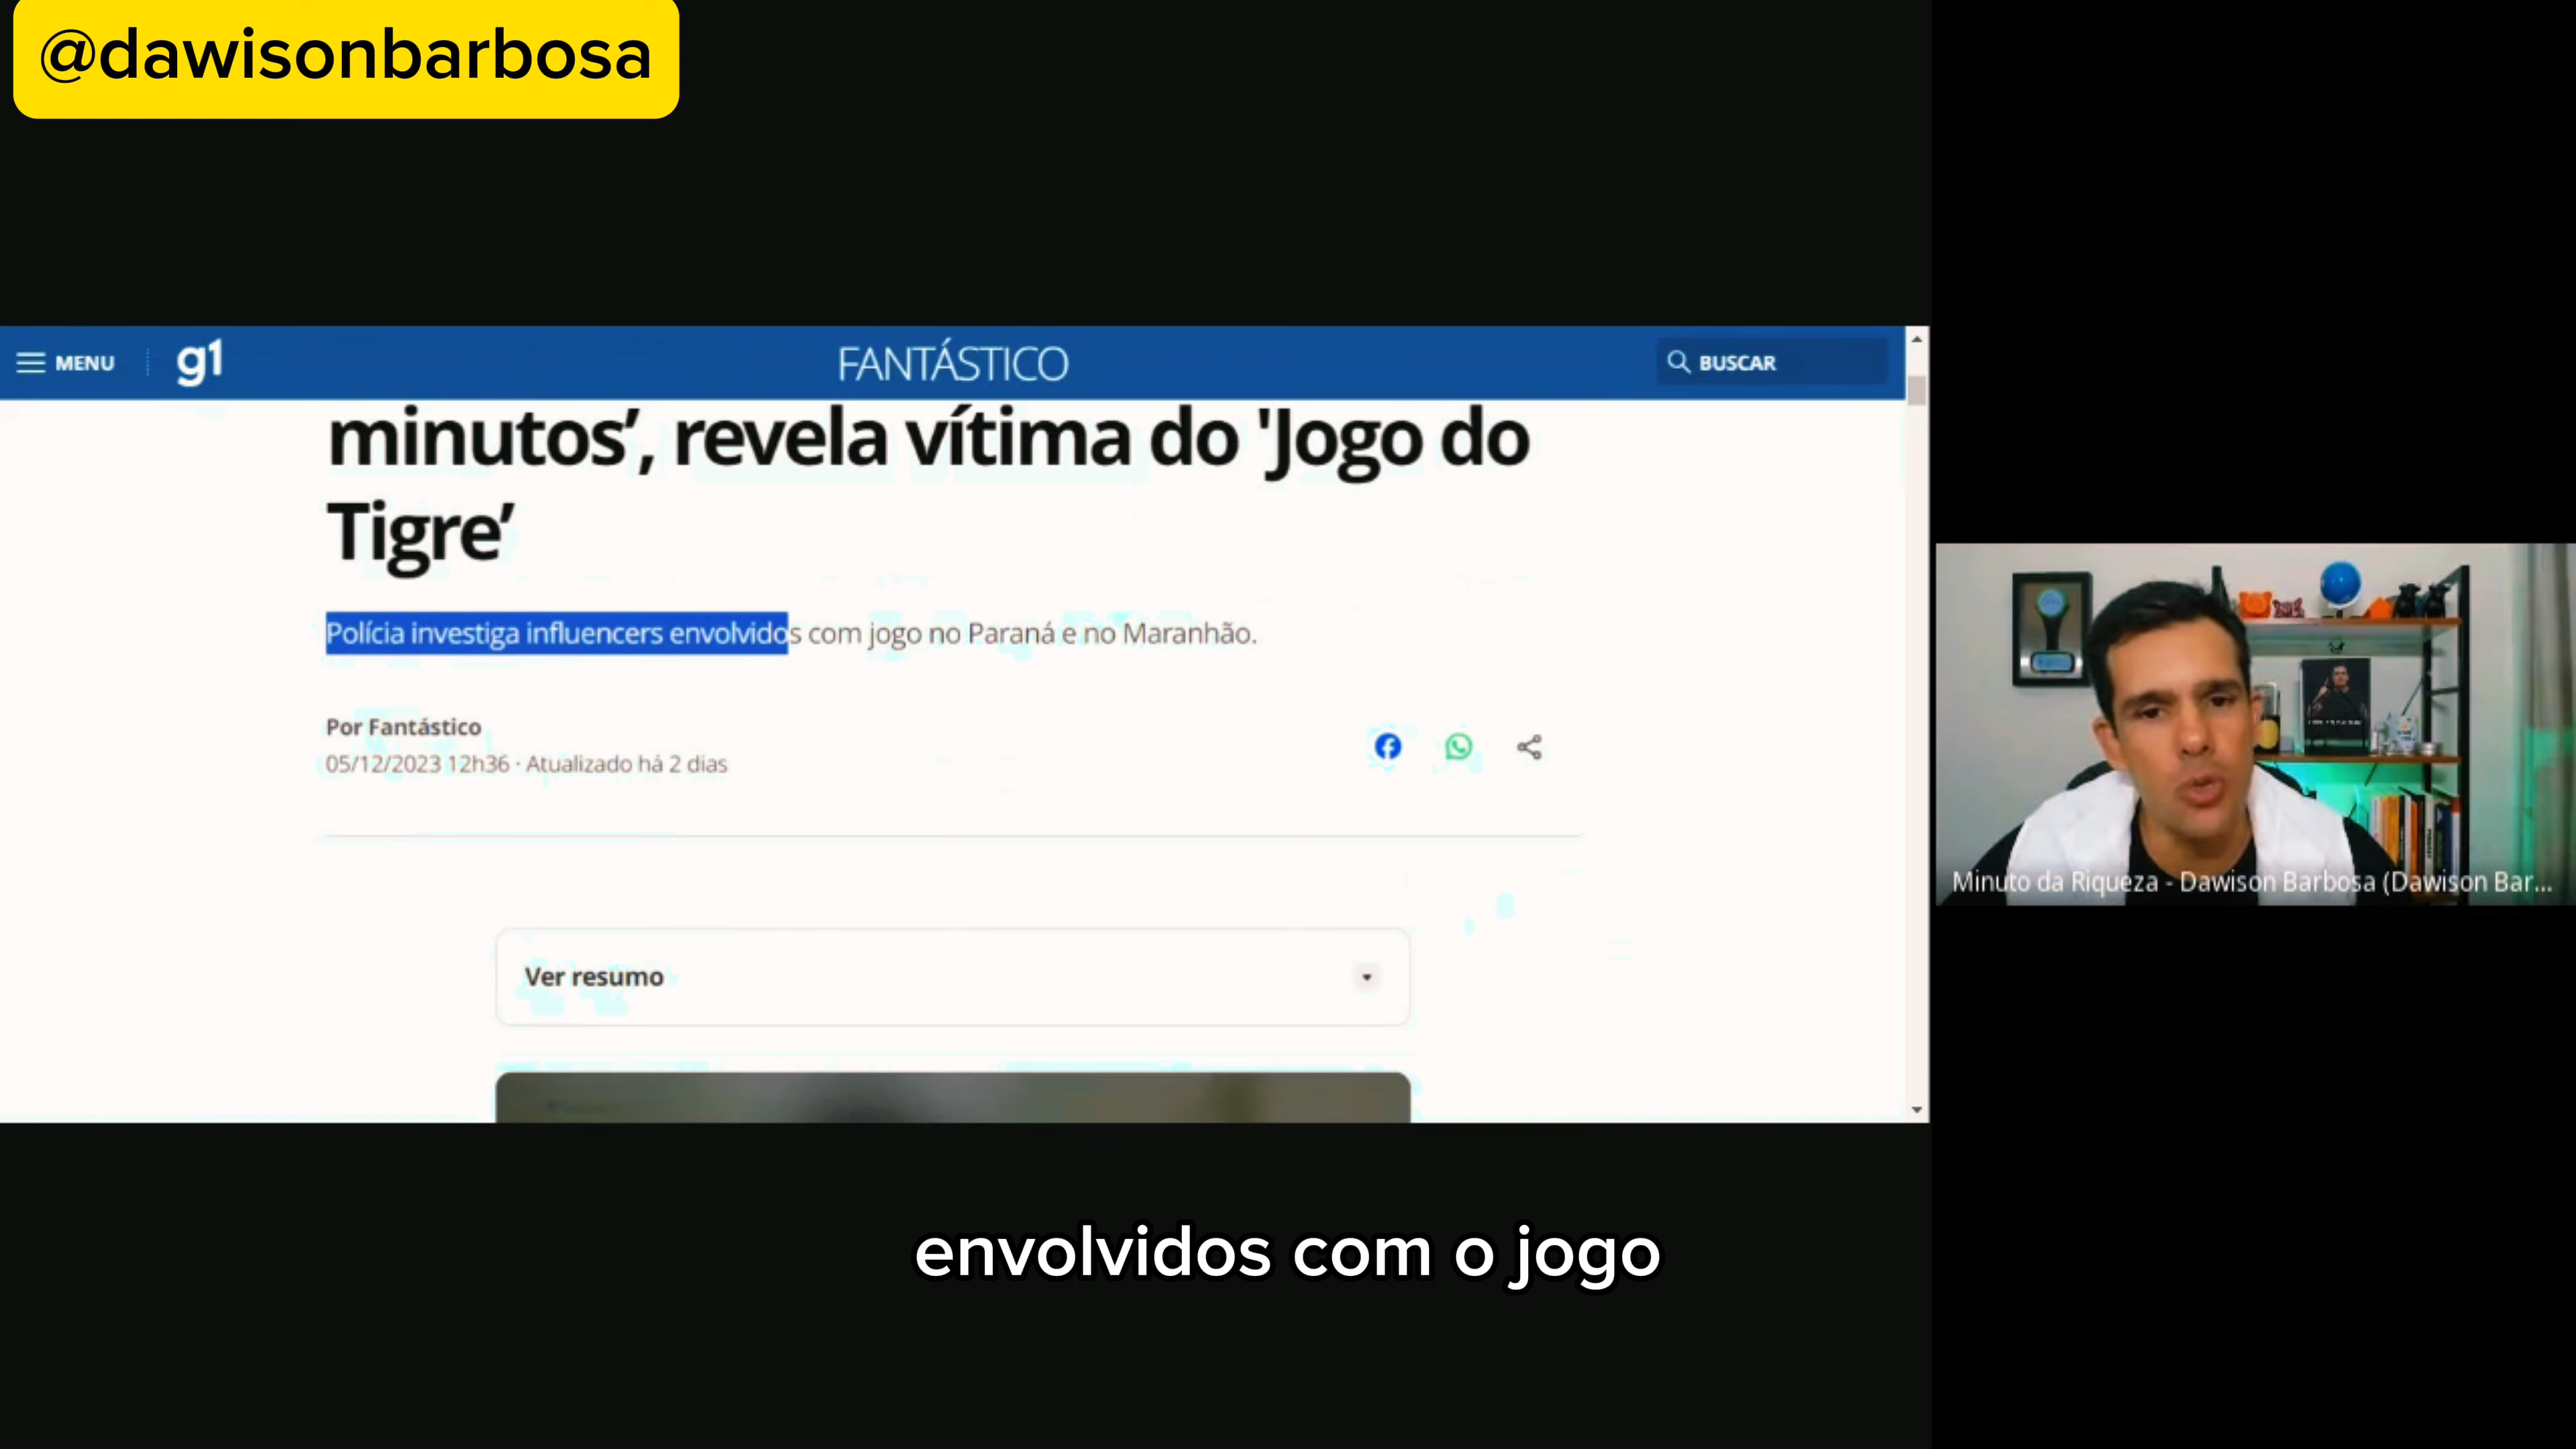 @dawisonbarbosa
MENU
g1
FANTÁSTICO
BUSCAR
minutos’, revela vítima do 'Jogo do
Tigre’
Polícia investiga influencers envolvidos com jogo no Paraná e no Maranhão.
Por Fantástico
05/12/2023 12h36 · Atualizado há 2 dias
Ver resumo
Minuto da Riqueza - Dawison Barbosa (Dawison Bar...
envolvidos com o jogo